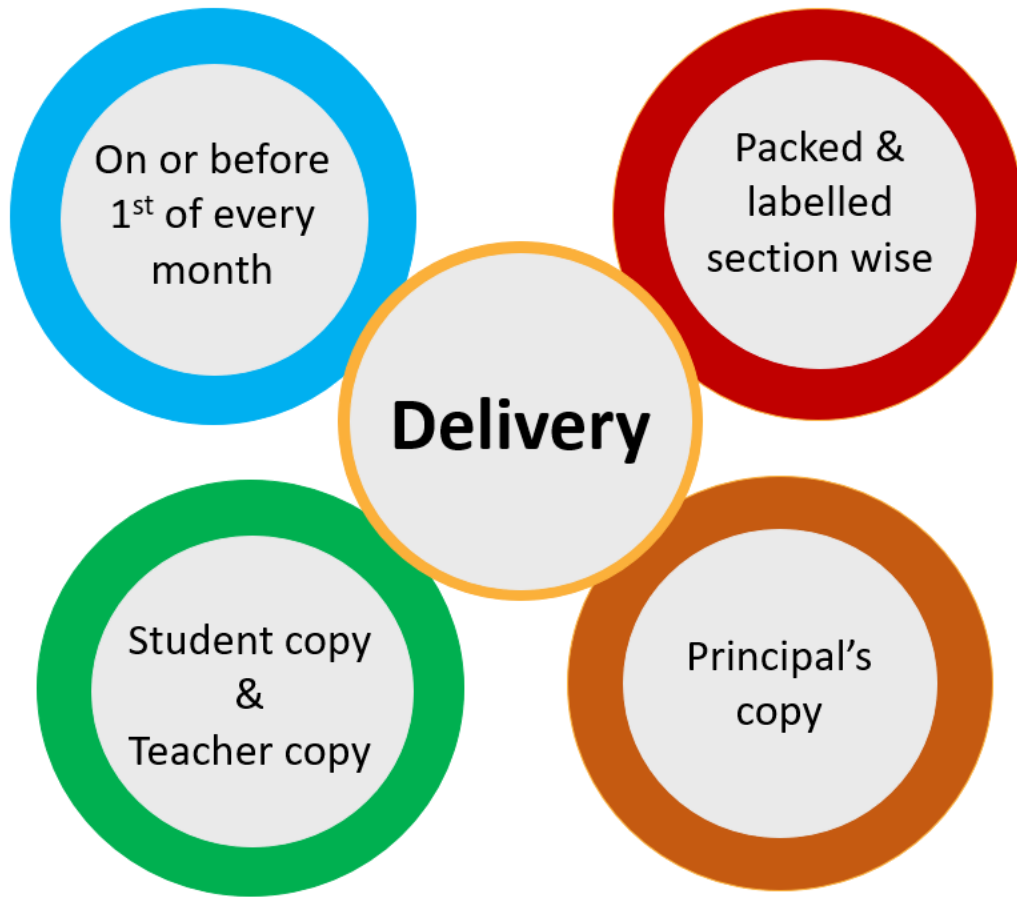 On or before
1st of every
month
Packed &
labelled
section wise
Delivery
Student copy
&
Teacher copy
Principal’s
copy